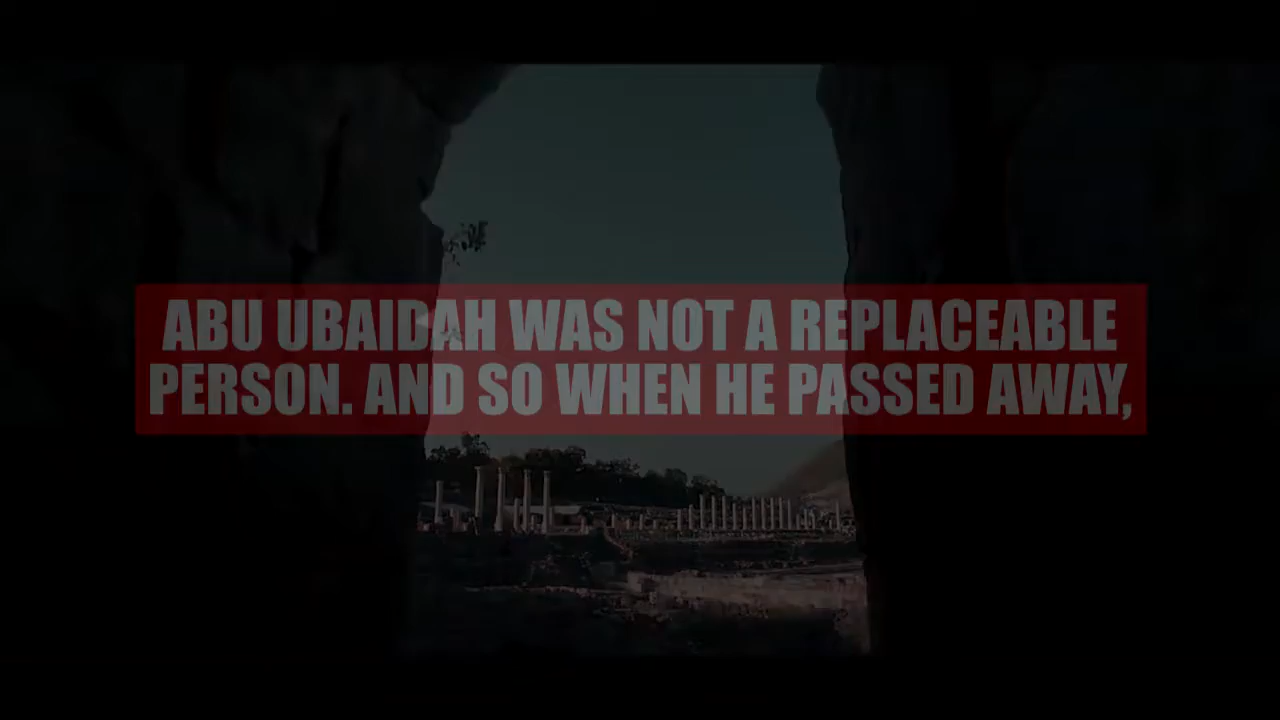 ABU UBAIDAH WAS NOT A REPLACEABLE
PERSON. AND SO WHEN HE PASSED AWAY,